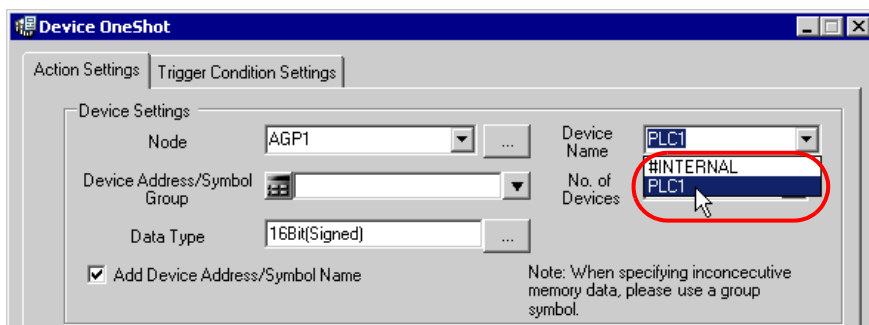 Device OneShot
Action Settings
Trigger Condition Settings
Device Settings
Node
AGP1
...
Device
Name
PLC1
#INTERNAL
PLC1
Device Address/Symbol
Group
No. of
Devices
Data Type
16Bit(Signed)
...
Add Device Address/Symbol Name
Note: When specifying inconcecutive
memory data, please use a group
symbol.